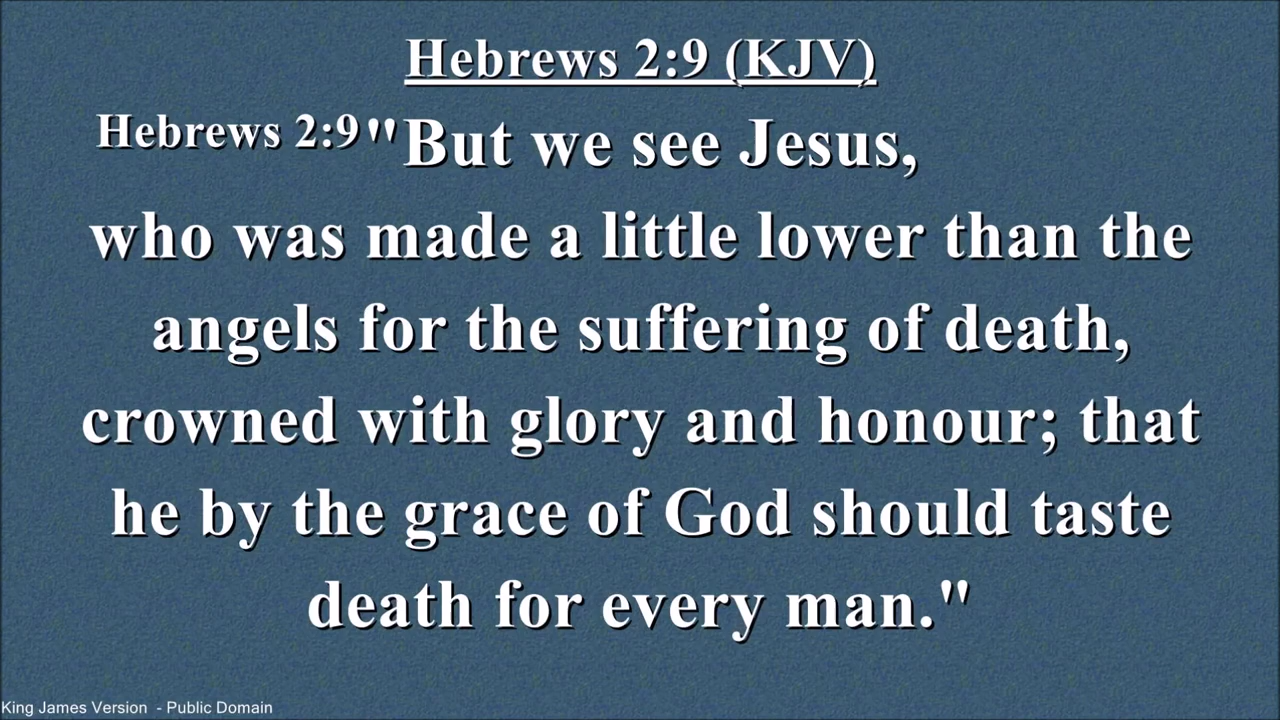 Hebrews 2:9 (KJV)
Hebrews 2:9"But we see Jesus,
who was made a little lower than the
angels for the suffering of death,
crowned with glory and honour; that
he by the grace of God should taste
death for every man."
King James Version - Public Domain